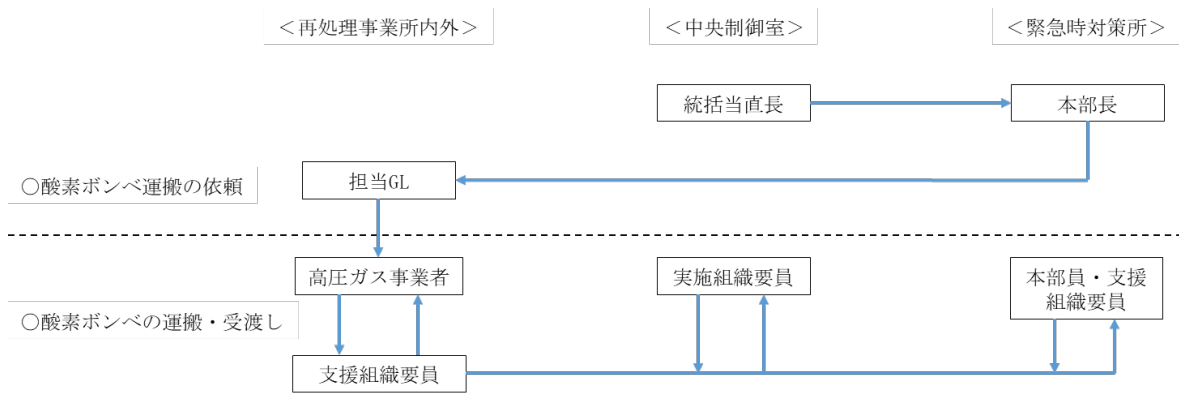 ＜再処理事業所内外＞
＜中央制御室＞
＜緊急時対策所＞
統括当直長
本部長
○酸素ボンベ運搬の依頼
担当GL
高圧ガス事業者
実施組織要員
本部員・支援
組織要員
○酸素ボンベの運搬・受渡し
支援組織要員